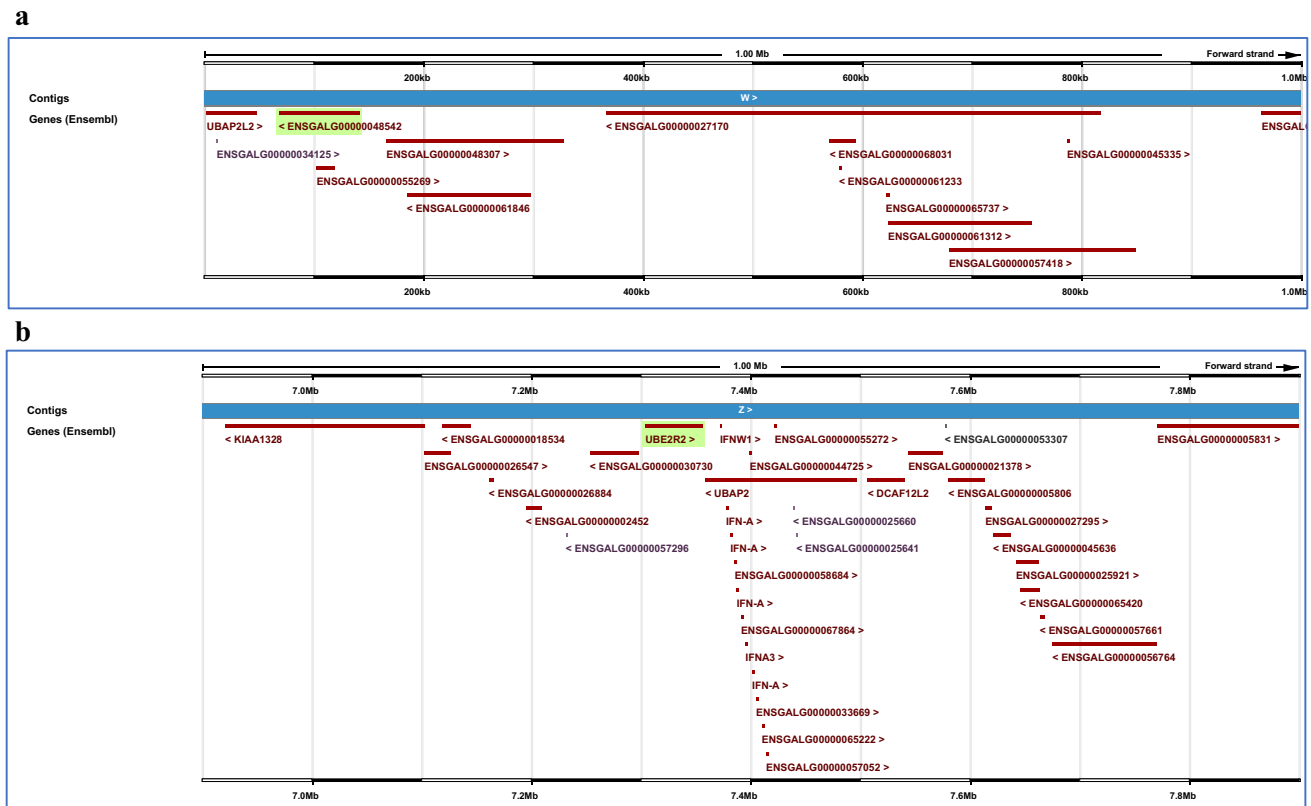 a
1.00 Mb Forward strand
200kb 400kb 600kb 800kb 1.0Mb
Contigs W >
Genes (Ensembl)
UBAP2L2 > < ENSGALG00000048542 < ENSGALG00000027170 ENSGALG
ENSGALG00000034125 > ENSGALG00000048307 > < ENSGALG00000068031 ENSGALG00000045335 >
ENSGALG00000055269 > < ENSGALG00000061233
< ENSGALG00000061846 ENSGALG00000065737 >
ENSGALG00000061312 >
ENSGALG00000057418 >
200kb 400kb 600kb 800kb 1.0Mb
b
1.00 Mb Forward strand
7.0Mb 7.2Mb 7.4Mb 7.6Mb 7.8Mb
Contigs Z >
Genes (Ensembl)
< KIAA1328 < ENSGALG00000018534 UBE2R2 > IFNW1 > ENSGALG00000055272 > < ENSGALG00000053307 ENSGALG00000005831 >
ENSGALG00000026547 > < ENSGALG00000030730 ENSGALG00000044725 > ENSGALG00000021378 >
< ENSGALG00000026884 < UBAP2 < DCAF12L2 < ENSGALG00000005806
< ENSGALG00000002452 IFN-A > < ENSGALG00000025660 ENSGALG00000027295 >
< ENSGALG00000057296 IFN-A > < ENSGALG00000025641 < ENSGALG00000045636
ENSGALG00000058684 > ENSGALG00000025921 >
IFN-A > < ENSGALG00000065420
ENSGALG00000067864 > < ENSGALG00000057661
IFNA3 > < ENSGALG00000056764
IFN-A >
ENSGALG00000033669 >
ENSGALG00000065222 >
ENSGALG00000057052 >
7.0Mb 7.2Mb 7.4Mb 7.6Mb 7.8Mb